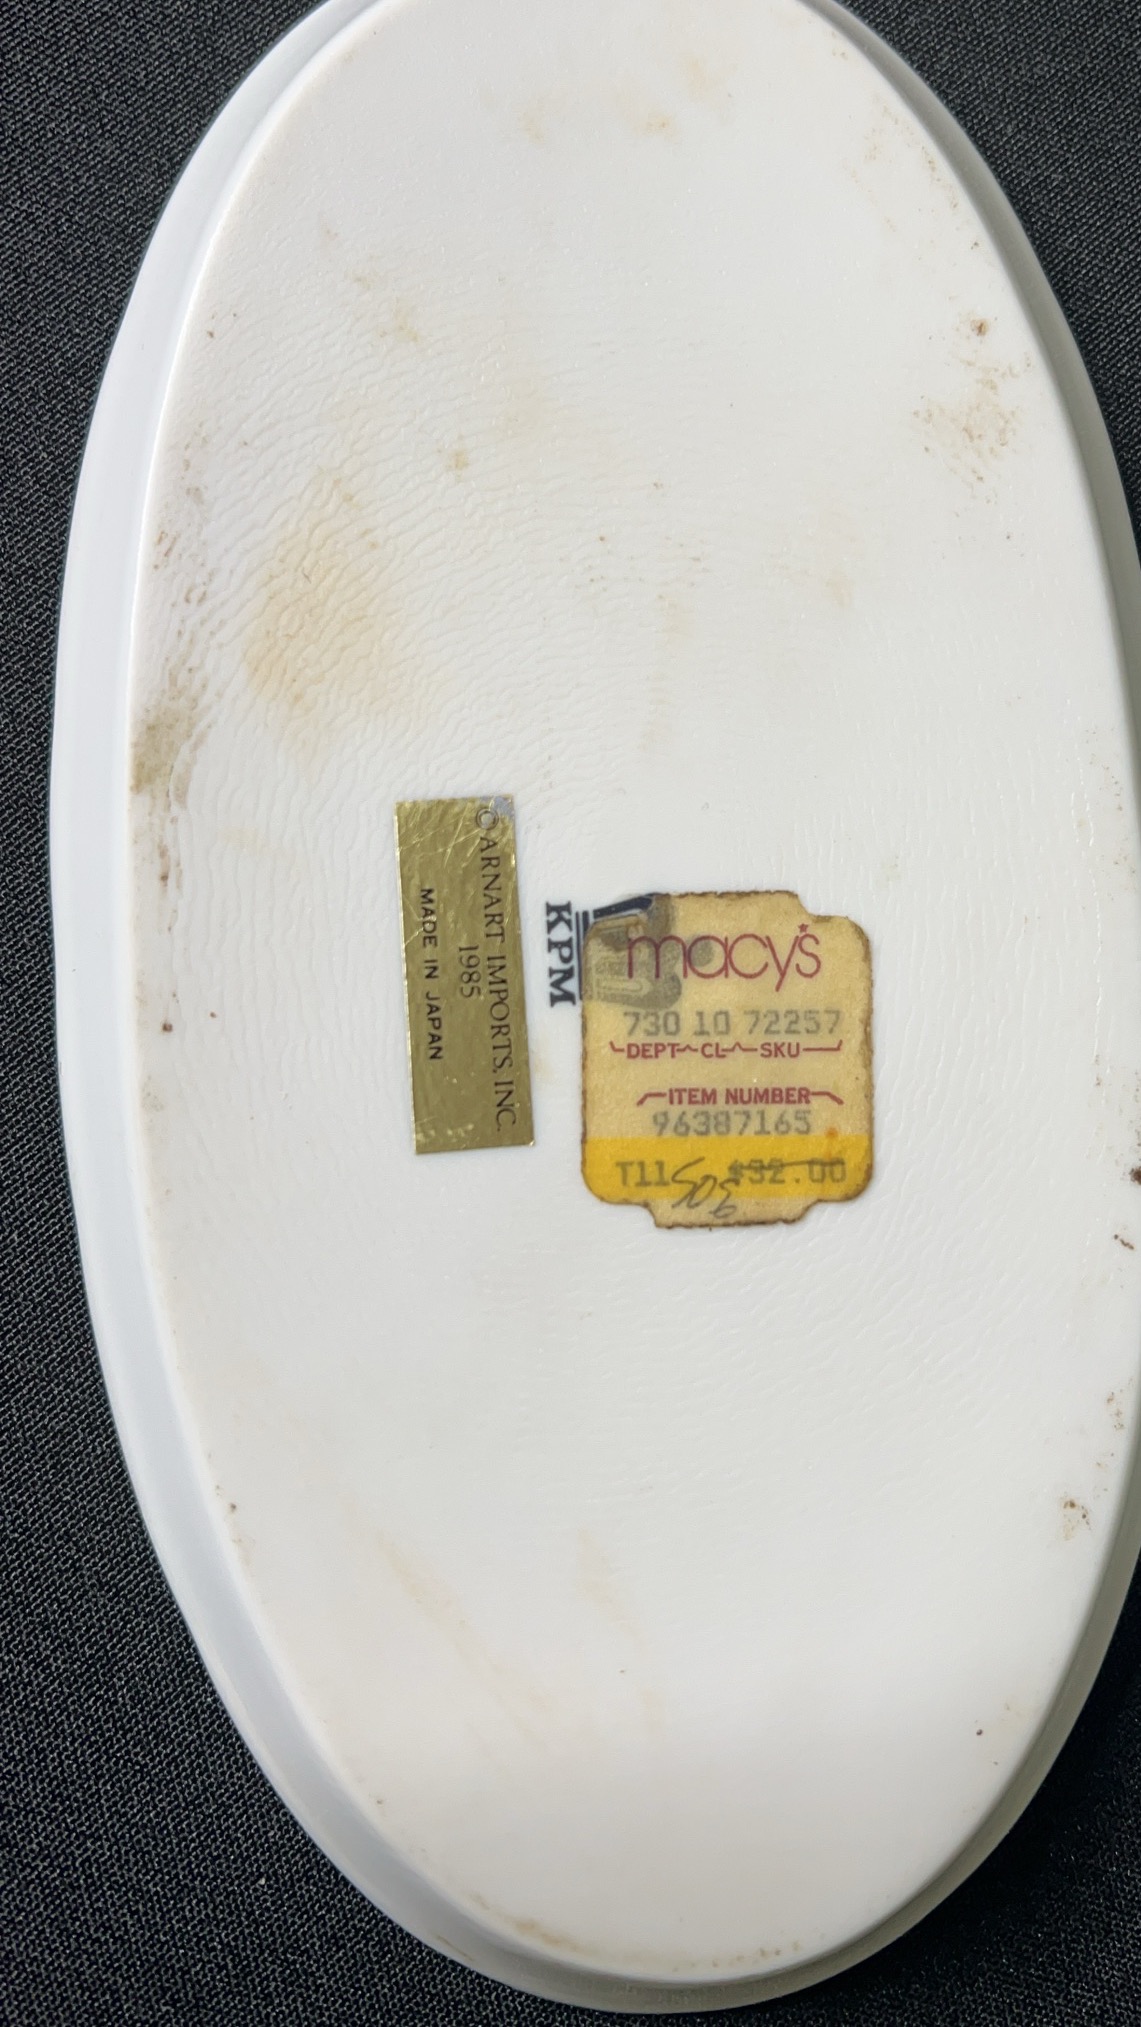 © ARNART IMPORTS, INC.
1985
MADE IN JAPAN
KPM
macy's
730 10 72257
DEPT CL SKU
ITEM NUMBER
96387165
T11 $32.00